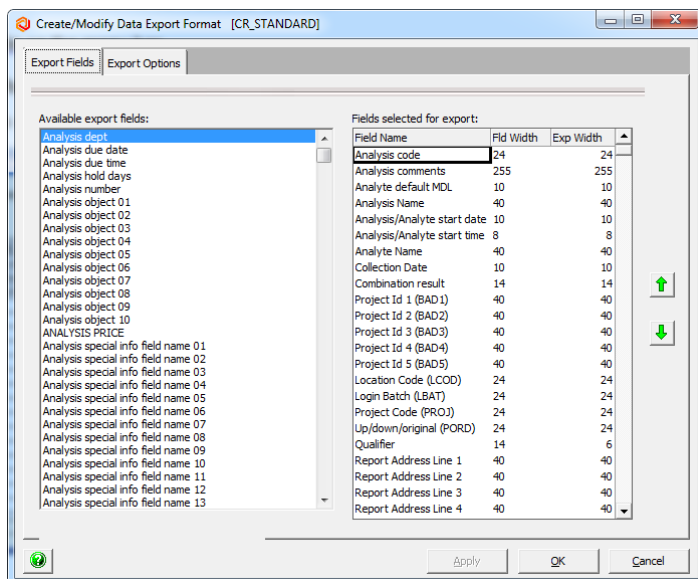 Create/Modify Data Export Format [CR_STANDARD]
Export Fields Export Options
Available export fields:
Analysis dept
Analysis due date
Analysis due time
Analysis hold days
Analysis number
Analysis object 01
Analysis object 02
Analysis object 03
Analysis object 04
Analysis object 05
Analysis object 06
Analysis object 07
Analysis object 08
Analysis object 09
Analysis object 10
ANALYSIS PRICE
Analysis special info field name 01
Analysis special info field name 02
Analysis special info field name 03
Analysis special info field name 04
Analysis special info field name 05
Analysis special info field name 06
Analysis special info field name 07
Analysis special info field name 08
Analysis special info field name 09
Analysis special info field name 10
Analysis special info field name 11
Analysis special info field name 12
Analysis special info field name 13
Fields selected for export:
Field Name Fld Width Exp Width
Analysis code 24 24
Analysis comments 255 255
Analyte default MDL 10 10
Analysis Name 40 40
Analysis/Analyte start date 10 10
Analysis/Analyte start time 8 8
Analyte Name 40 40
Collection Date 10 10
Combination result 14 14
Project Id 1 (BAD1) 40 40
Project Id 2 (BAD2) 40 40
Project Id 3 (BAD3) 40 40
Project Id 4 (BAD4) 40 40
Project Id 5 (BAD5) 40 40
Location Code (LCOD) 24 24
Login Batch (LBAT) 24 24
Project Code (PROJ) 24 24
Up/down/original (PORD) 24 24
Qualifier 14 6
Report Address Line 1 40 40
Report Address Line 2 40 40
Report Address Line 3 40 40
Report Address Line 4 40 40
Apply OK Cancel